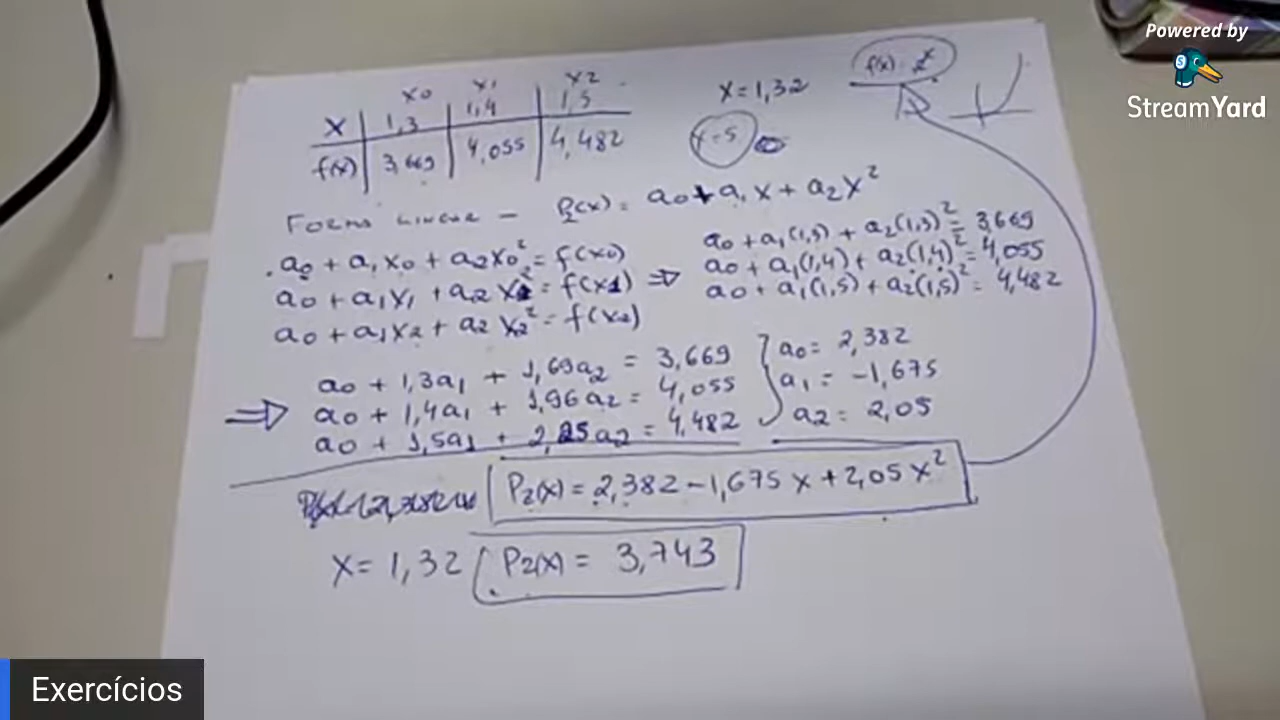 Powered by
StreamYard
x0 x1 x2
X 1,3 1,4 1,5
f(x) 3,669 4,055 4,482
x=1,32
x=5
FORMA LINEAR - P2(x) = a0 + a1x + a2x²
a0 + a1x0 + a2x0² = f(x0)
a0 + a1x1 + a2x1² = f(x1) ⇒
a0 + a1x2 + a2x2² = f(x2)
a0 + a1(1,3) + a2(1,3)² = 3,669
a0 + a1(1,4) + a2(1,4)² = 4,055
a0 + a1(1,5) + a2(1,5)² = 4,482
⇒ a0 + 1,3a1 + 1,69a2 = 3,669
a0 + 1,4a1 + 1,96a2 = 4,055
a0 + 1,5a1 + 2,25a2 = 4,482
a0 = 2,382
a1 = -1,675
a2 = 2,05
P2(x) = 2,382 - 1,675x + 2,05x²
x = 1,32 P2(x) = 3,743
Exercícios